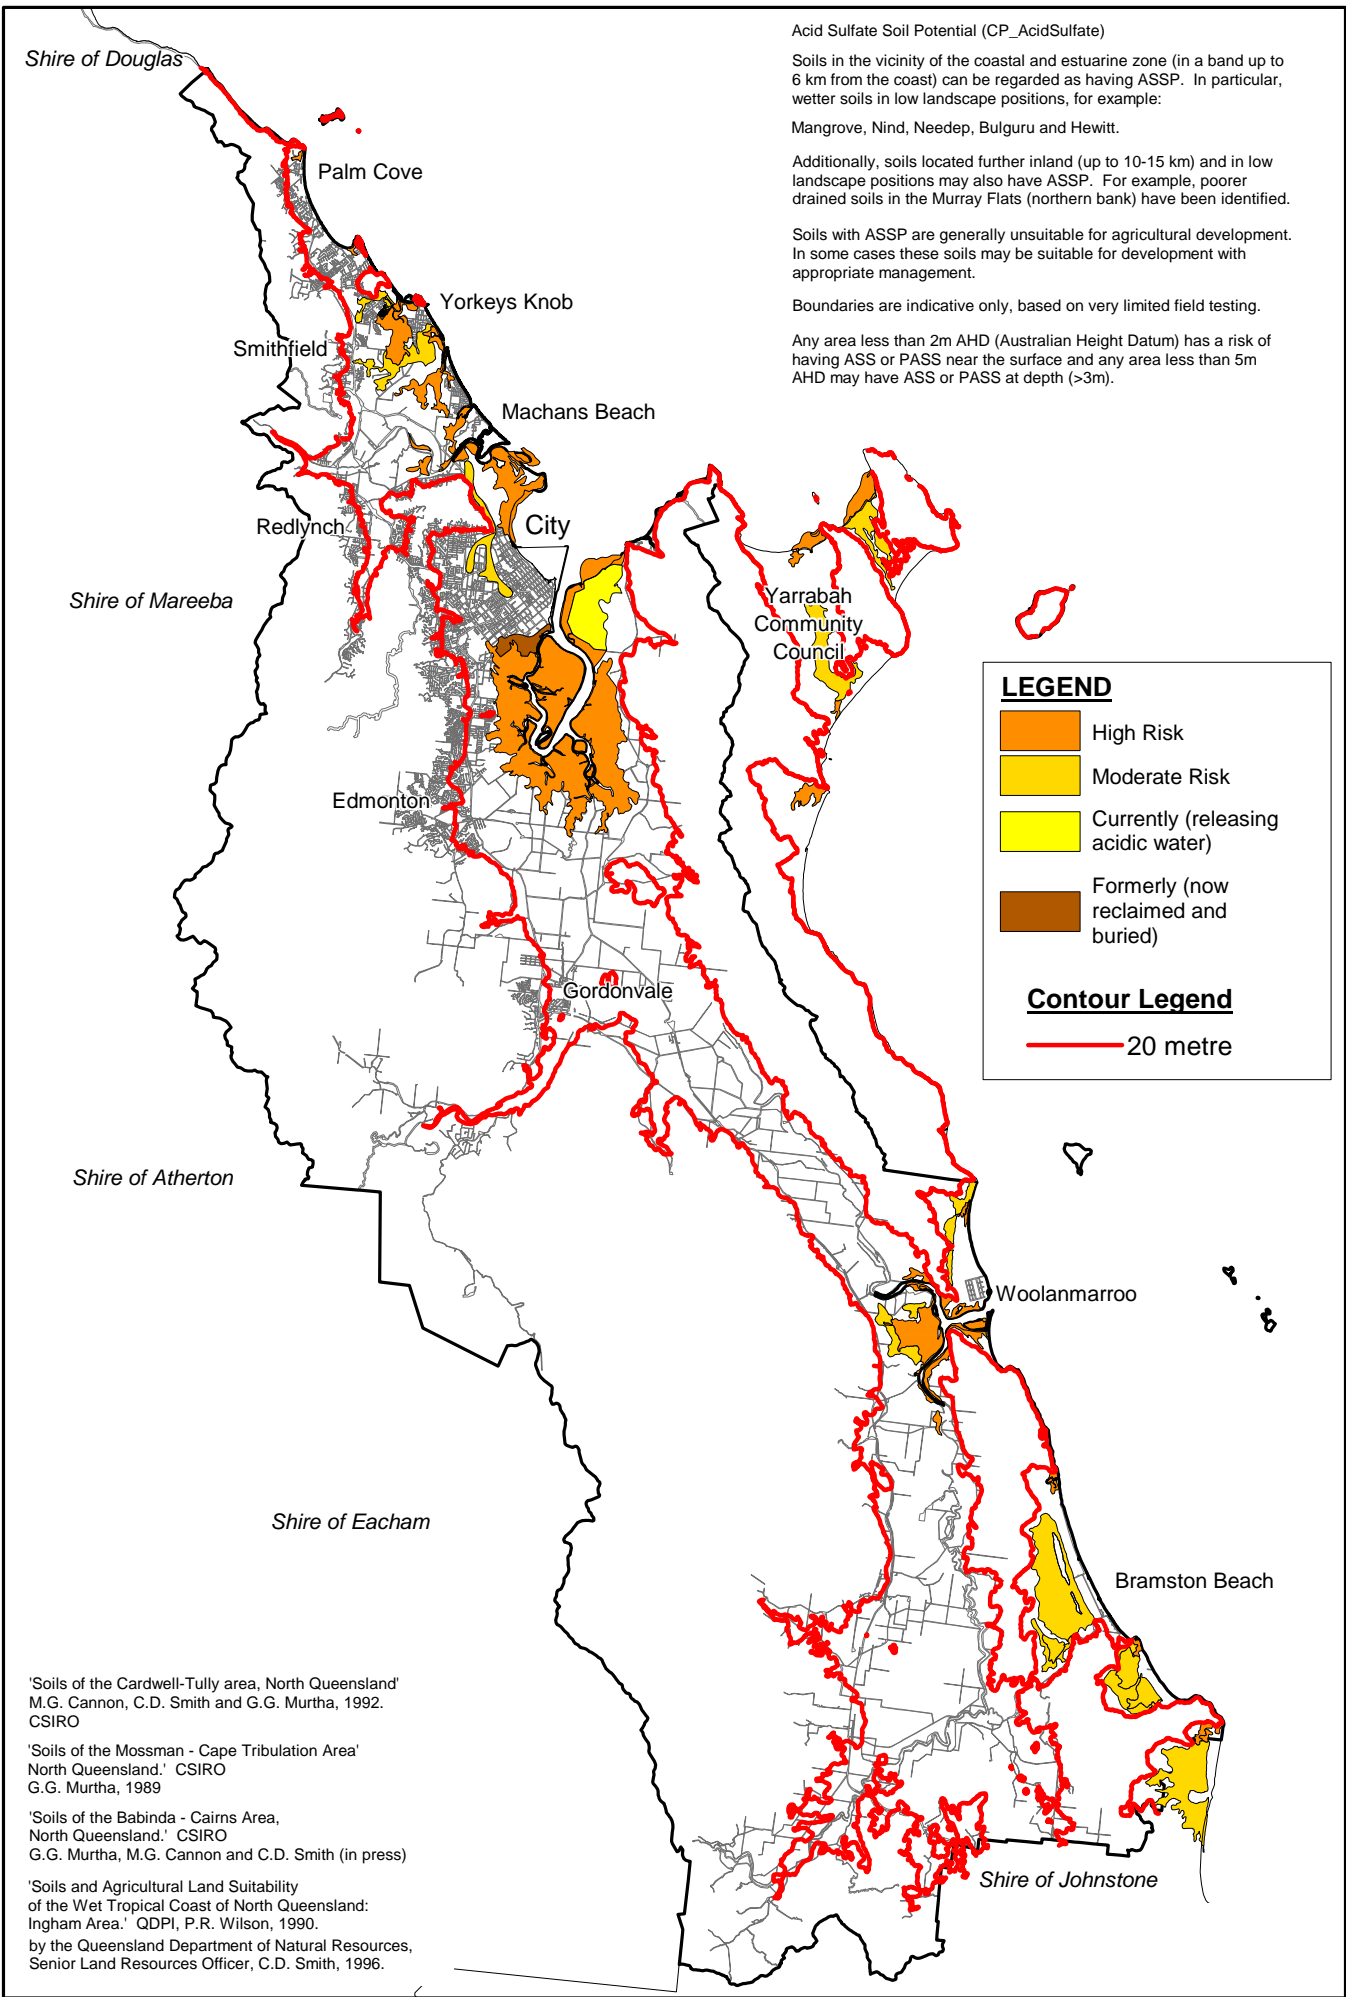 Acid Sulfate Soil Potential (CP_AcidSulfate)
Soils in the vicinity of the coastal and estuarine zone (in a band up to
6 km from the coast) can be regarded as having ASSP. In particular,
wetter soils in low landscape positions, for example:
Mangrove, Nind, Needep, Bulguru and Hewitt.
Additionally, soils located further inland (up to 10-15 km) and in low
landscape positions may also have ASSP. For example, poorer
drained soils in the Murray Flats (northern bank) have been identified.
Soils with ASSP are generally unsuitable for agricultural development.
In some cases these soils may be suitable for development with
appropriate management.
Boundaries are indicative only, based on very limited field testing.
Any area less than 2m AHD (Australian Height Datum) has a risk of
having ASS or PASS near the surface and any area less than 5m
AHD may have ASS or PASS at depth (>3m).
Shire of Douglas
Palm Cove
Yorkeys Knob
Smithfield
Machans Beach
Redlynch
City
Shire of Mareeba
Yarrabah
Community
Council
Edmonton
Gordonvale
Shire of Atherton
Woolanmarroo
Shire of Eacham
Bramston Beach
Shire of Johnstone
LEGEND
High Risk
Moderate Risk
Currently (releasing
acidic water)
Formerly (now
reclaimed and
buried)
Contour Legend
20 metre
'Soils of the Cardwell-Tully area, North Queensland'
M.G. Cannon, C.D. Smith and G.G. Murtha, 1992.
CSIRO
'Soils of the Mossman - Cape Tribulation Area'
North Queensland.' CSIRO
G.G. Murtha, 1989
'Soils of the Babinda - Cairns Area,
North Queensland.' CSIRO
G.G. Murtha, M.G. Cannon and C.D. Smith (in press)
'Soils and Agricultural Land Suitability
of the Wet Tropical Coast of North Queensland:
Ingham Area.' QDPI, P.R. Wilson, 1990.
by the Queensland Department of Natural Resources,
Senior Land Resources Officer, C.D. Smith, 1996.